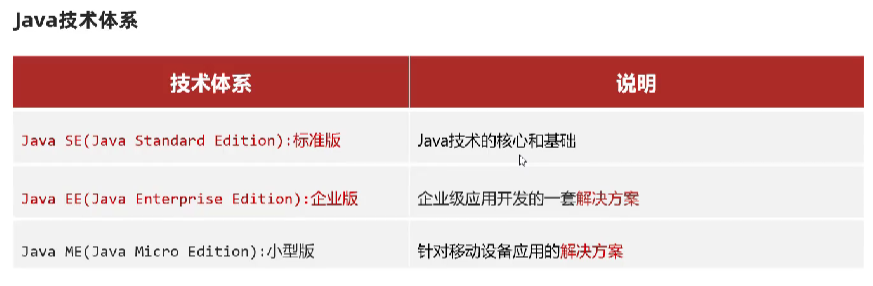 Java技术体系
技术体系 说明
Java SE(Java Standard Edition):标准版 Java技术的核心和基础
Java EE(Java Enterprise Edition):企业版 企业级应用开发的一套解决方案
Java ME(Java Micro Edition):小型版 针对移动设备应用的解决方案